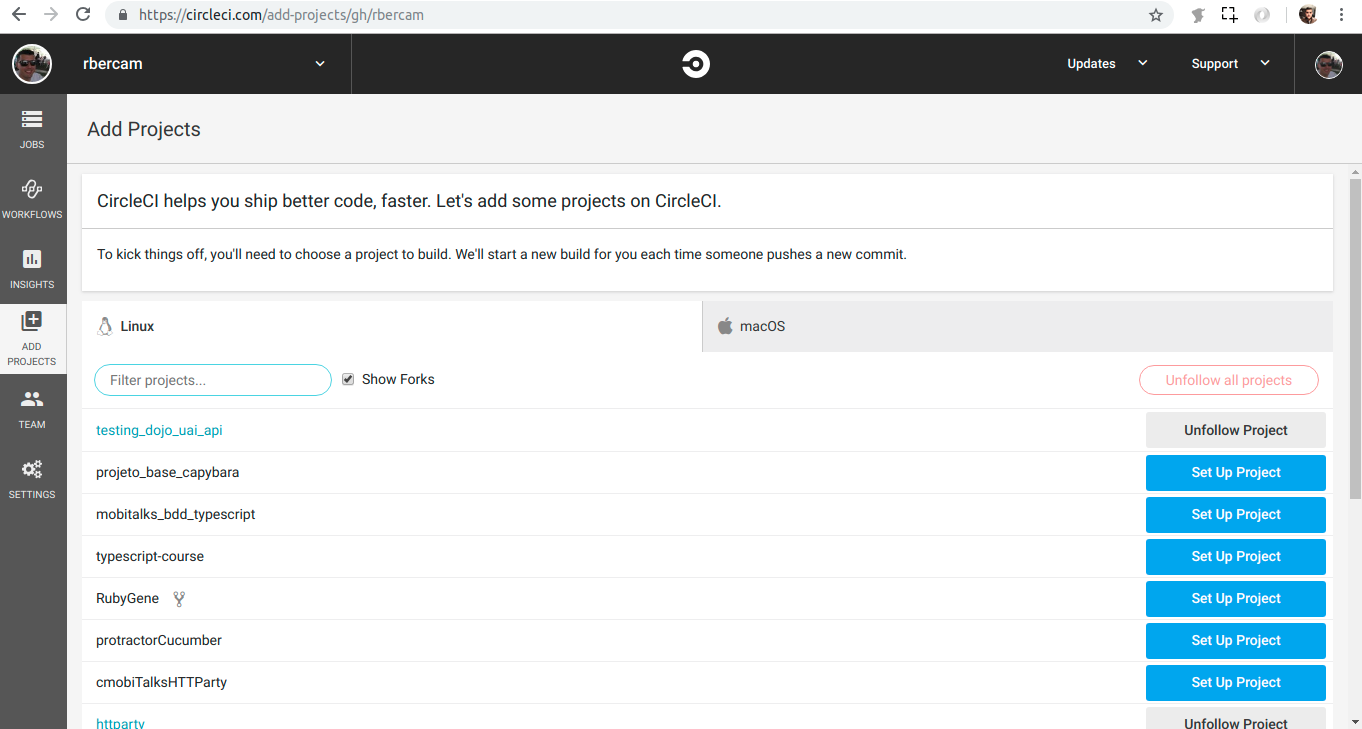 https://circleci.com/add-projects/gh/rbercam
rbercam
Updates
Support
JOBS
WORKFLOWS
INSIGHTS
ADD
PROJECTS
TEAM
SETTINGS
Add Projects
CircleCI helps you ship better code, faster. Let's add some projects on CircleCI.
To kick things off, you'll need to choose a project to build. We'll start a new build for you each time someone pushes a new commit.
Linux
macOS
Filter projects...
Show Forks
Unfollow all projects
testing_dojo_uai_api
Unfollow Project
projeto_base_capybara
Set Up Project
mobitalks_bdd_typescript
Set Up Project
typescript-course
Set Up Project
RubyGene
Set Up Project
protractorCucumber
Set Up Project
cmobiTalksHTTParty
Set Up Project
httparty
Unfollow Project